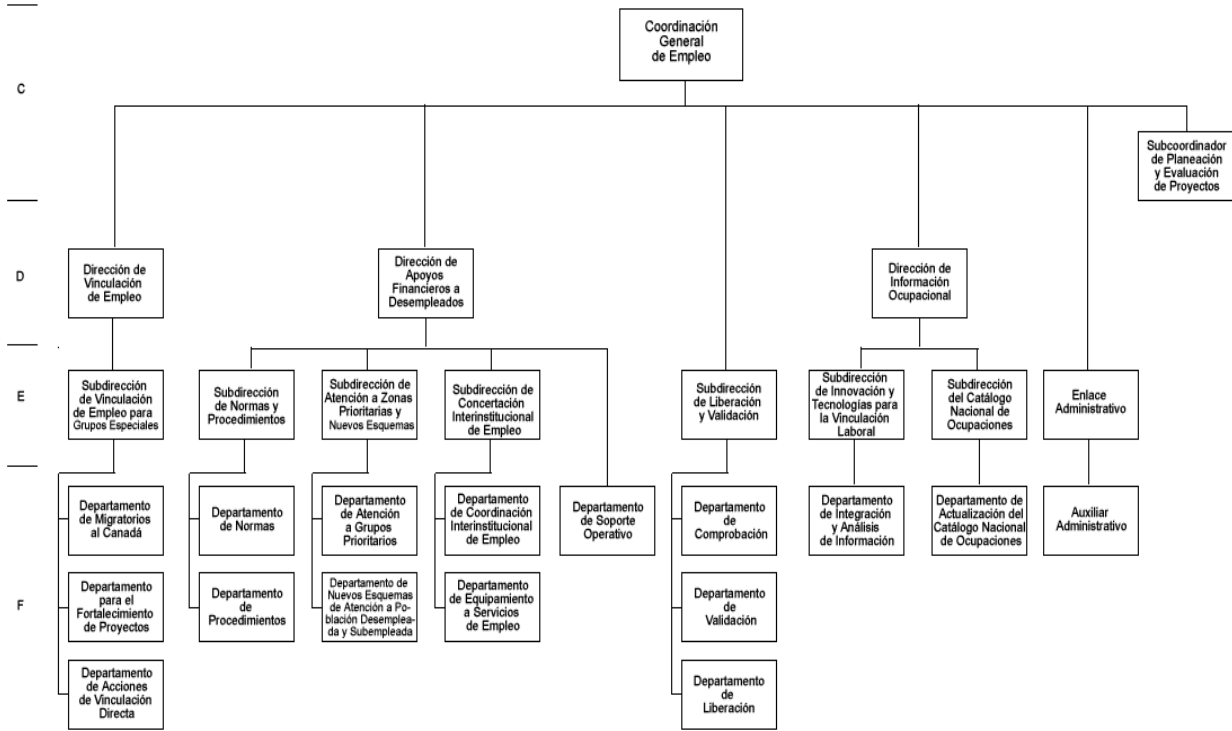 Coordinación
General
de Empleo
C
Subcoordinador
de Planeación
y Evaluación
de Proyectos
D
Dirección de
Vinculación
de Empleo
Dirección de
Apoyos
Financieros a
Desempleados
Dirección de
Información
Ocupacional
E
Subdirección
de Vinculación
de Empleo para
Grupos Especiales
Subdirección
de Normas y
Procedimientos
Subdirección de
Atención a Zonas
Prioritarias y
Nuevos Esquemas
Subdirección de
Concertación
Interinstitucional
de Empleo
Subdirección
de Liberación
y Validación
Subdirección
de Innovación y
Tecnologías para
la Vinculación
Laboral
Subdirección
del Catálogo
Nacional de
Ocupaciones
Enlace
Administrativo
F
Departamento
de Migratorios
al Canadá
Departamento
de Normas
Departamento
de Atención
a Grupos
Prioritarios
Departamento
de Coordinación
Interinstitucional
de Empleo
Departamento
de Soporte
Operativo
Departamento
de
Comprobación
Departamento
de Integración
y Análisis
de Información
Departamento de
Actualización del
Catálogo Nacional
de Ocupaciones
Auxiliar
Administrativo
Departamento
para el
Fortalecimiento
de Proyectos
Departamento
de
Procedimientos
Departamento de
Nuevos Esquemas
de Atención a Po-
blación Desemplea-
da y Subempleada
Departamento
de Equipamiento
a Servicios
de Empleo
Departamento
de
Validación
Departamento
de Acciones
de Vinculación
Directa
Departamento
de
Liberación